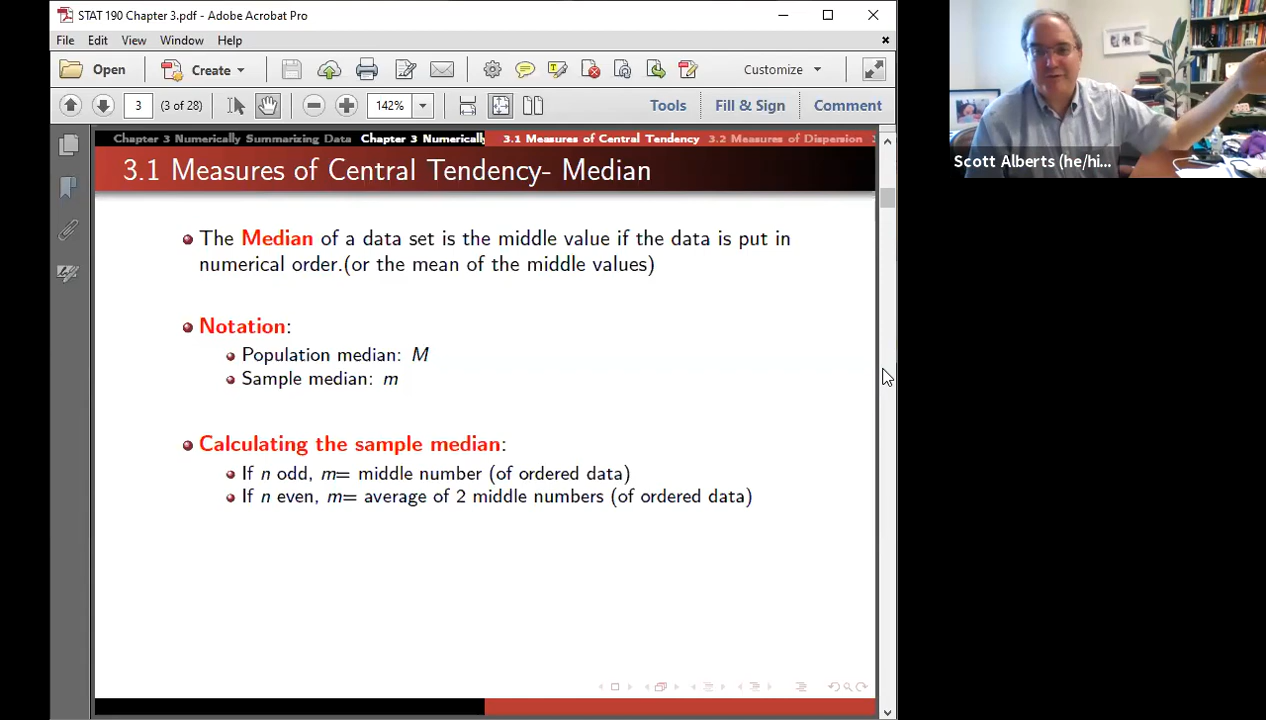 STAT 190 Chapter 3.pdf - Adobe Acrobat Pro
File Edit View Window Help
Open Create Customize
3 (3 of 28) 142% Tools Fill & Sign Comment
Chapter 3 Numerically Summarizing Data Chapter 3 Numerically 3.1 Measures of Central Tendency 3.2 Measures of Dispersion
3.1 Measures of Central Tendency- Median
The Median of a data set is the middle value if the data is put in
numerical order.(or the mean of the middle values)
Notation:
Population median: M
Sample median: m
Calculating the sample median:
If n odd, m= middle number (of ordered data)
If n even, m= average of 2 middle numbers (of ordered data)
Scott Alberts (he/hi...